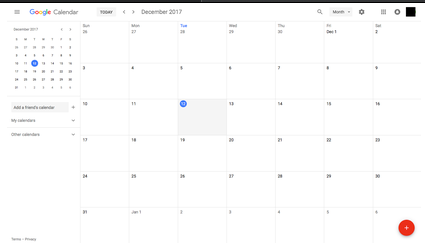 Google Calendar
TODAY
December 2017
Month
December 2017
S M T W T F S
26 27 28 29 30 1 2
3 4 5 6 7 8 9
10 11 12 13 14 15 16
17 18 19 20 21 22 23
24 25 26 27 28 29 30
31 1 2 3 4 5 6
Add a friend's calendar
My calendars
Other calendars
Terms – Privacy
Sun Mon Tue Wed Thu Fri Sat
26 27 28 29 30 Dec 1 2
3 4 5 6 7 8 9
10 11 12 13 14 15 16
17 18 19 20 21 22 23
24 25 26 27 28 29 30
31 Jan 1 2 3 4 5 6